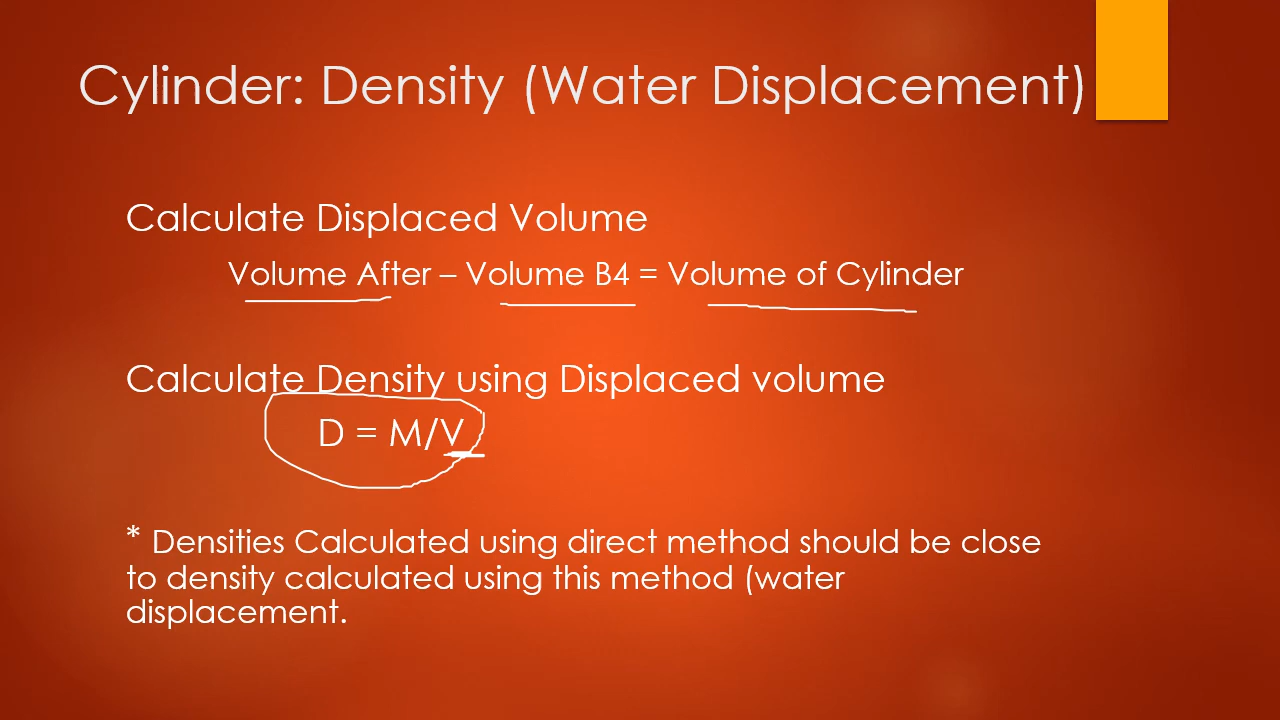 Cylinder: Density (Water Displacement)
Calculate Displaced Volume
Volume After – Volume B4 = Volume of Cylinder
Calculate Density using Displaced volume
D = M/V
* Densities Calculated using direct method should be close
to density calculated using this method (water
displacement.